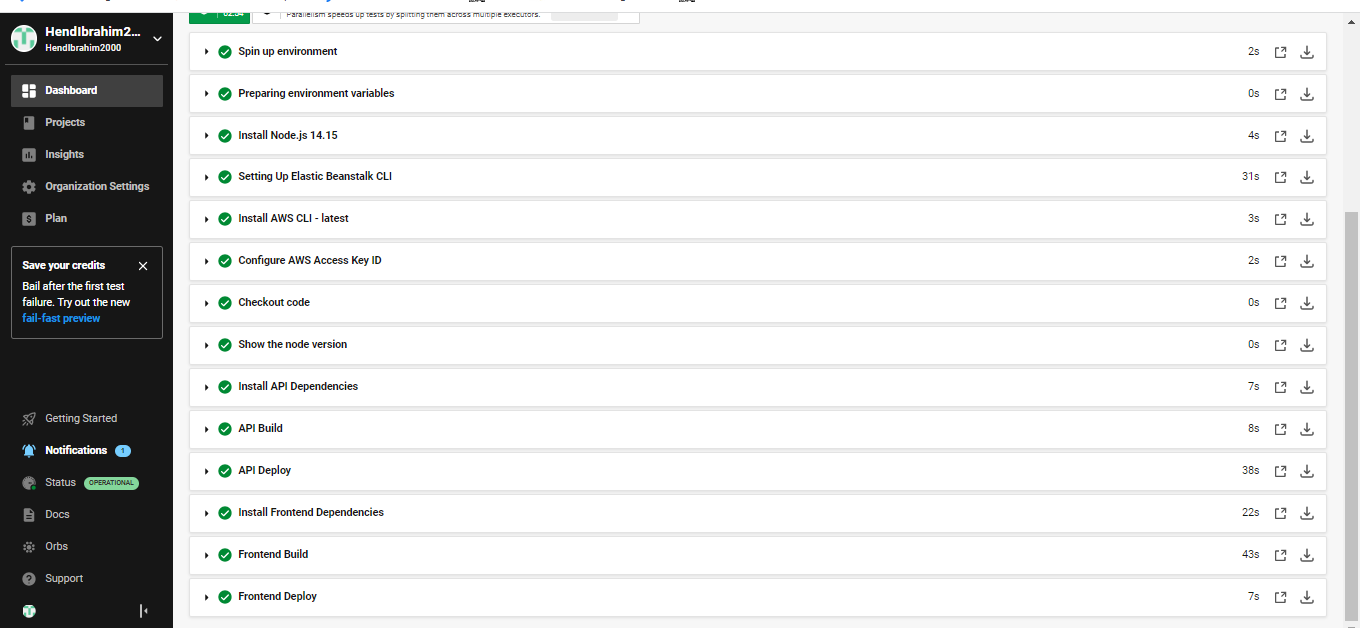 HendIbrahim2...
HendIbrahim2000
Dashboard
Projects
Insights
Organization Settings
Plan
Save your credits
Bail after the first test
failure. Try out the new
fail-fast preview
Getting Started
Notifications 1
Status OPERATIONAL
Docs
Orbs
Support
02:54
Parallelism speeds up tests by splitting them across multiple executors.
Spin up environment 2s
Preparing environment variables 0s
Install Node.js 14.15 4s
Setting Up Elastic Beanstalk CLI 31s
Install AWS CLI - latest 3s
Configure AWS Access Key ID 2s
Checkout code 0s
Show the node version 0s
Install API Dependencies 7s
API Build 8s
API Deploy 38s
Install Frontend Dependencies 22s
Frontend Build 43s
Frontend Deploy 7s